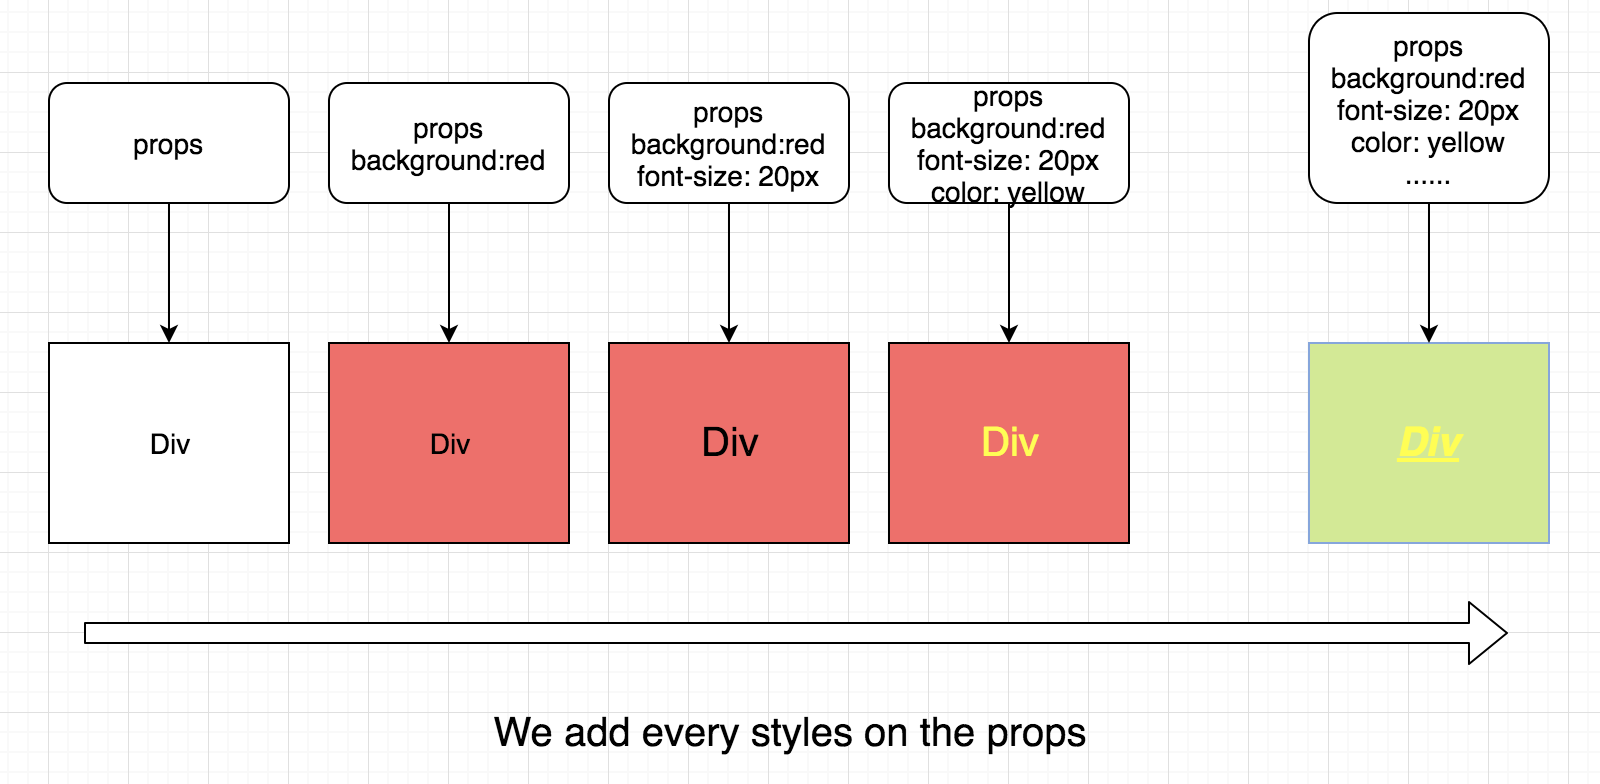 props
props
background:red
props
background:red
font-size: 20px
props
background:red
font-size: 20px
color: yellow
props
background:red
font-size: 20px
color: yellow
......
Div
Div
Div
Div
Div
We add every styles on the props